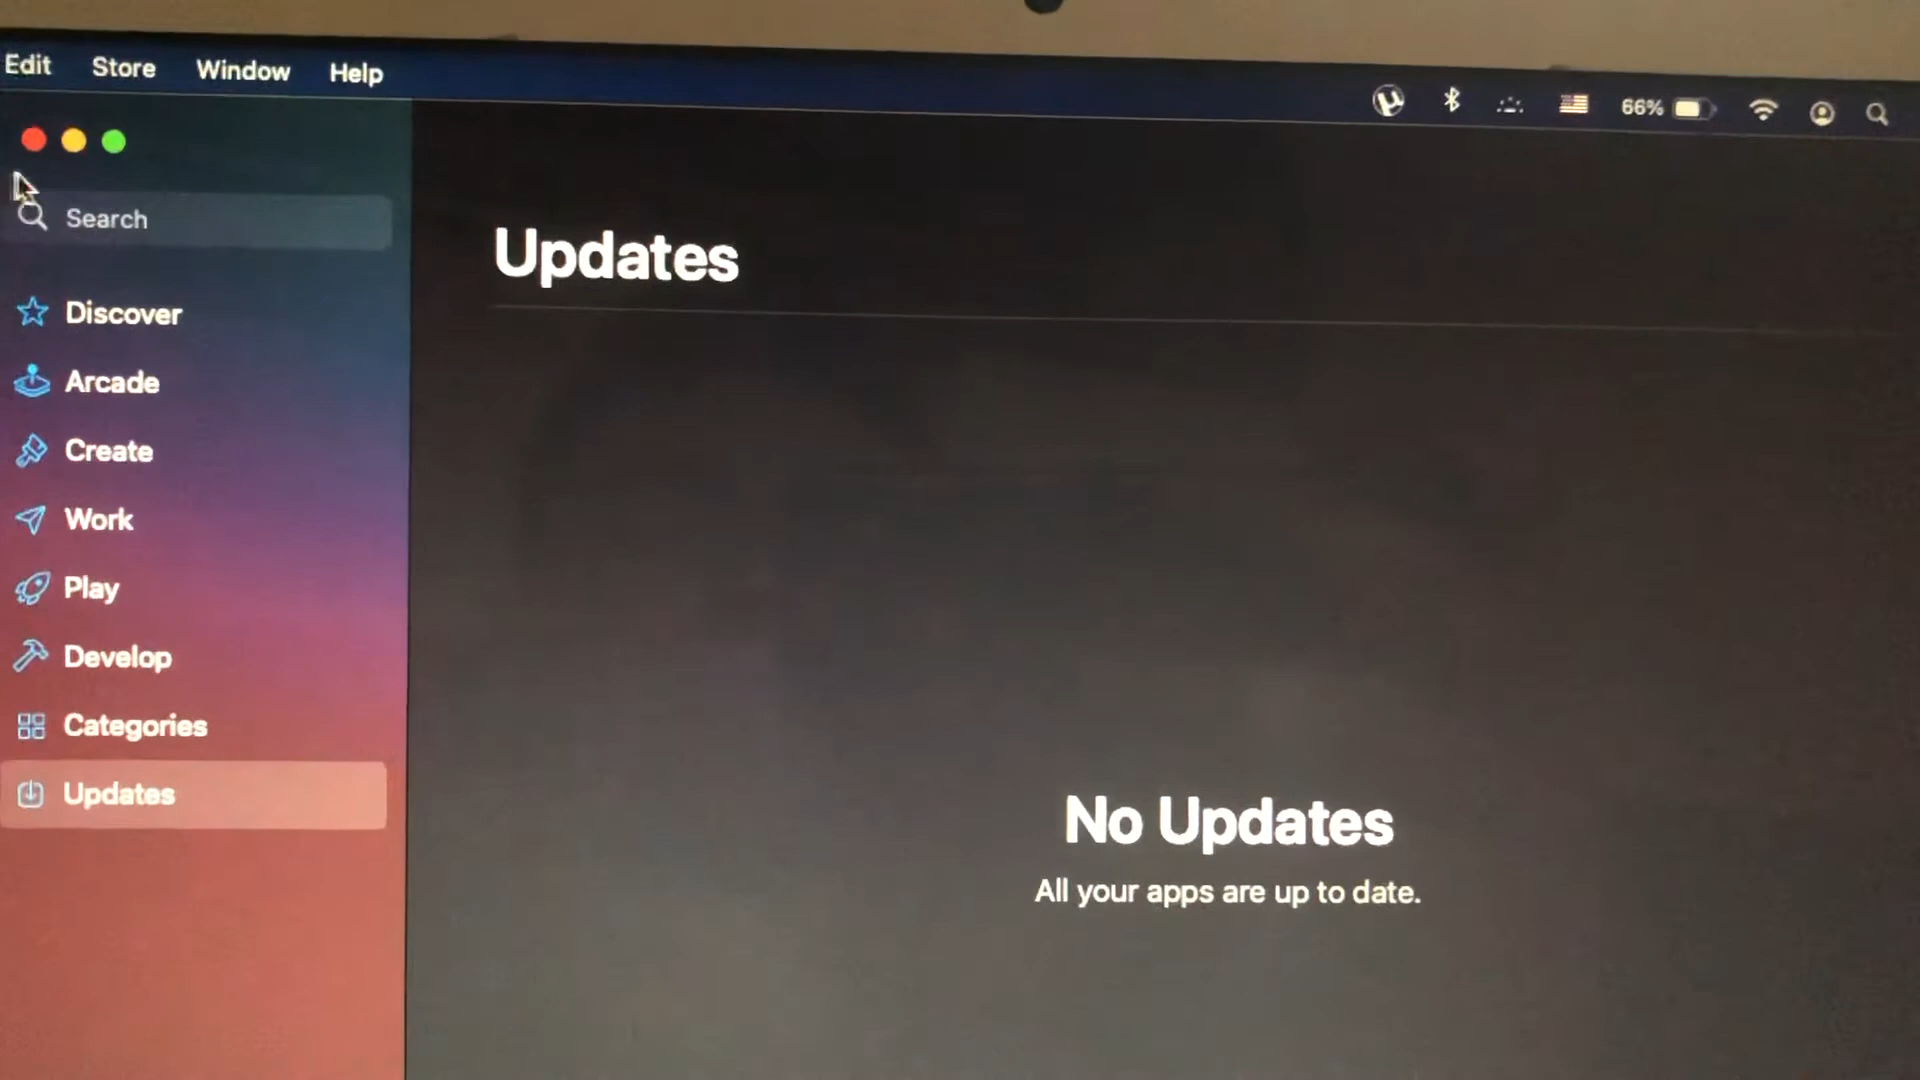 Edit Store Window Help
66%
Search
Discover
Arcade
Create
Work
Play
Develop
Categories
Updates
Updates
No Updates
All your apps are up to date.